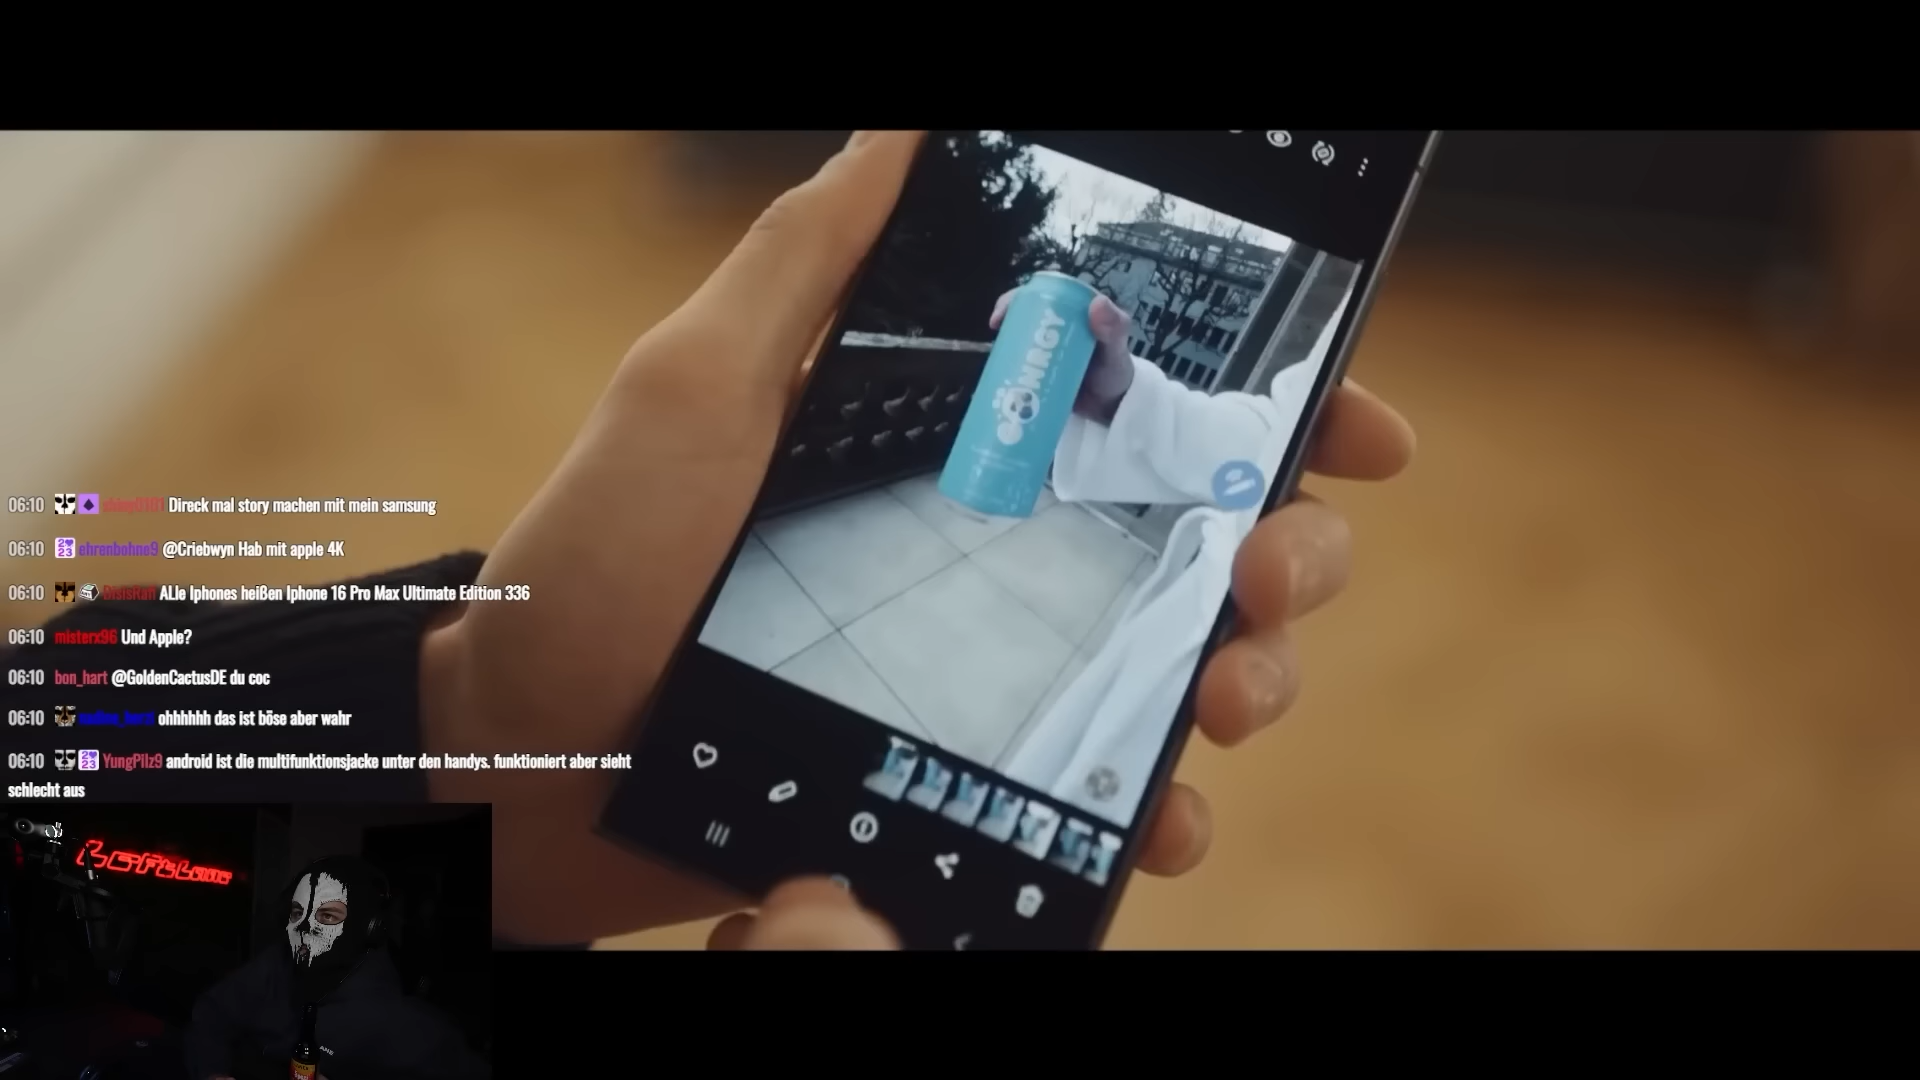 GÖNRGY
06:10 Direck mal story machen mit mein samsung
06:10 ehrenbohne9 @Criebwyn Hab mit apple 4K
06:10 ALle Iphones heißen Iphone 16 Pro Max Ultimate Edition 336
06:10 misterx96 Und Apple?
06:10 bon_hart @GoldenCactusDE du coc
06:10 ohhhhhh das ist böse aber wahr
06:10 YungPilz9 android ist die multifunktionsjacke unter den handys. funktioniert aber sieht
schlecht aus